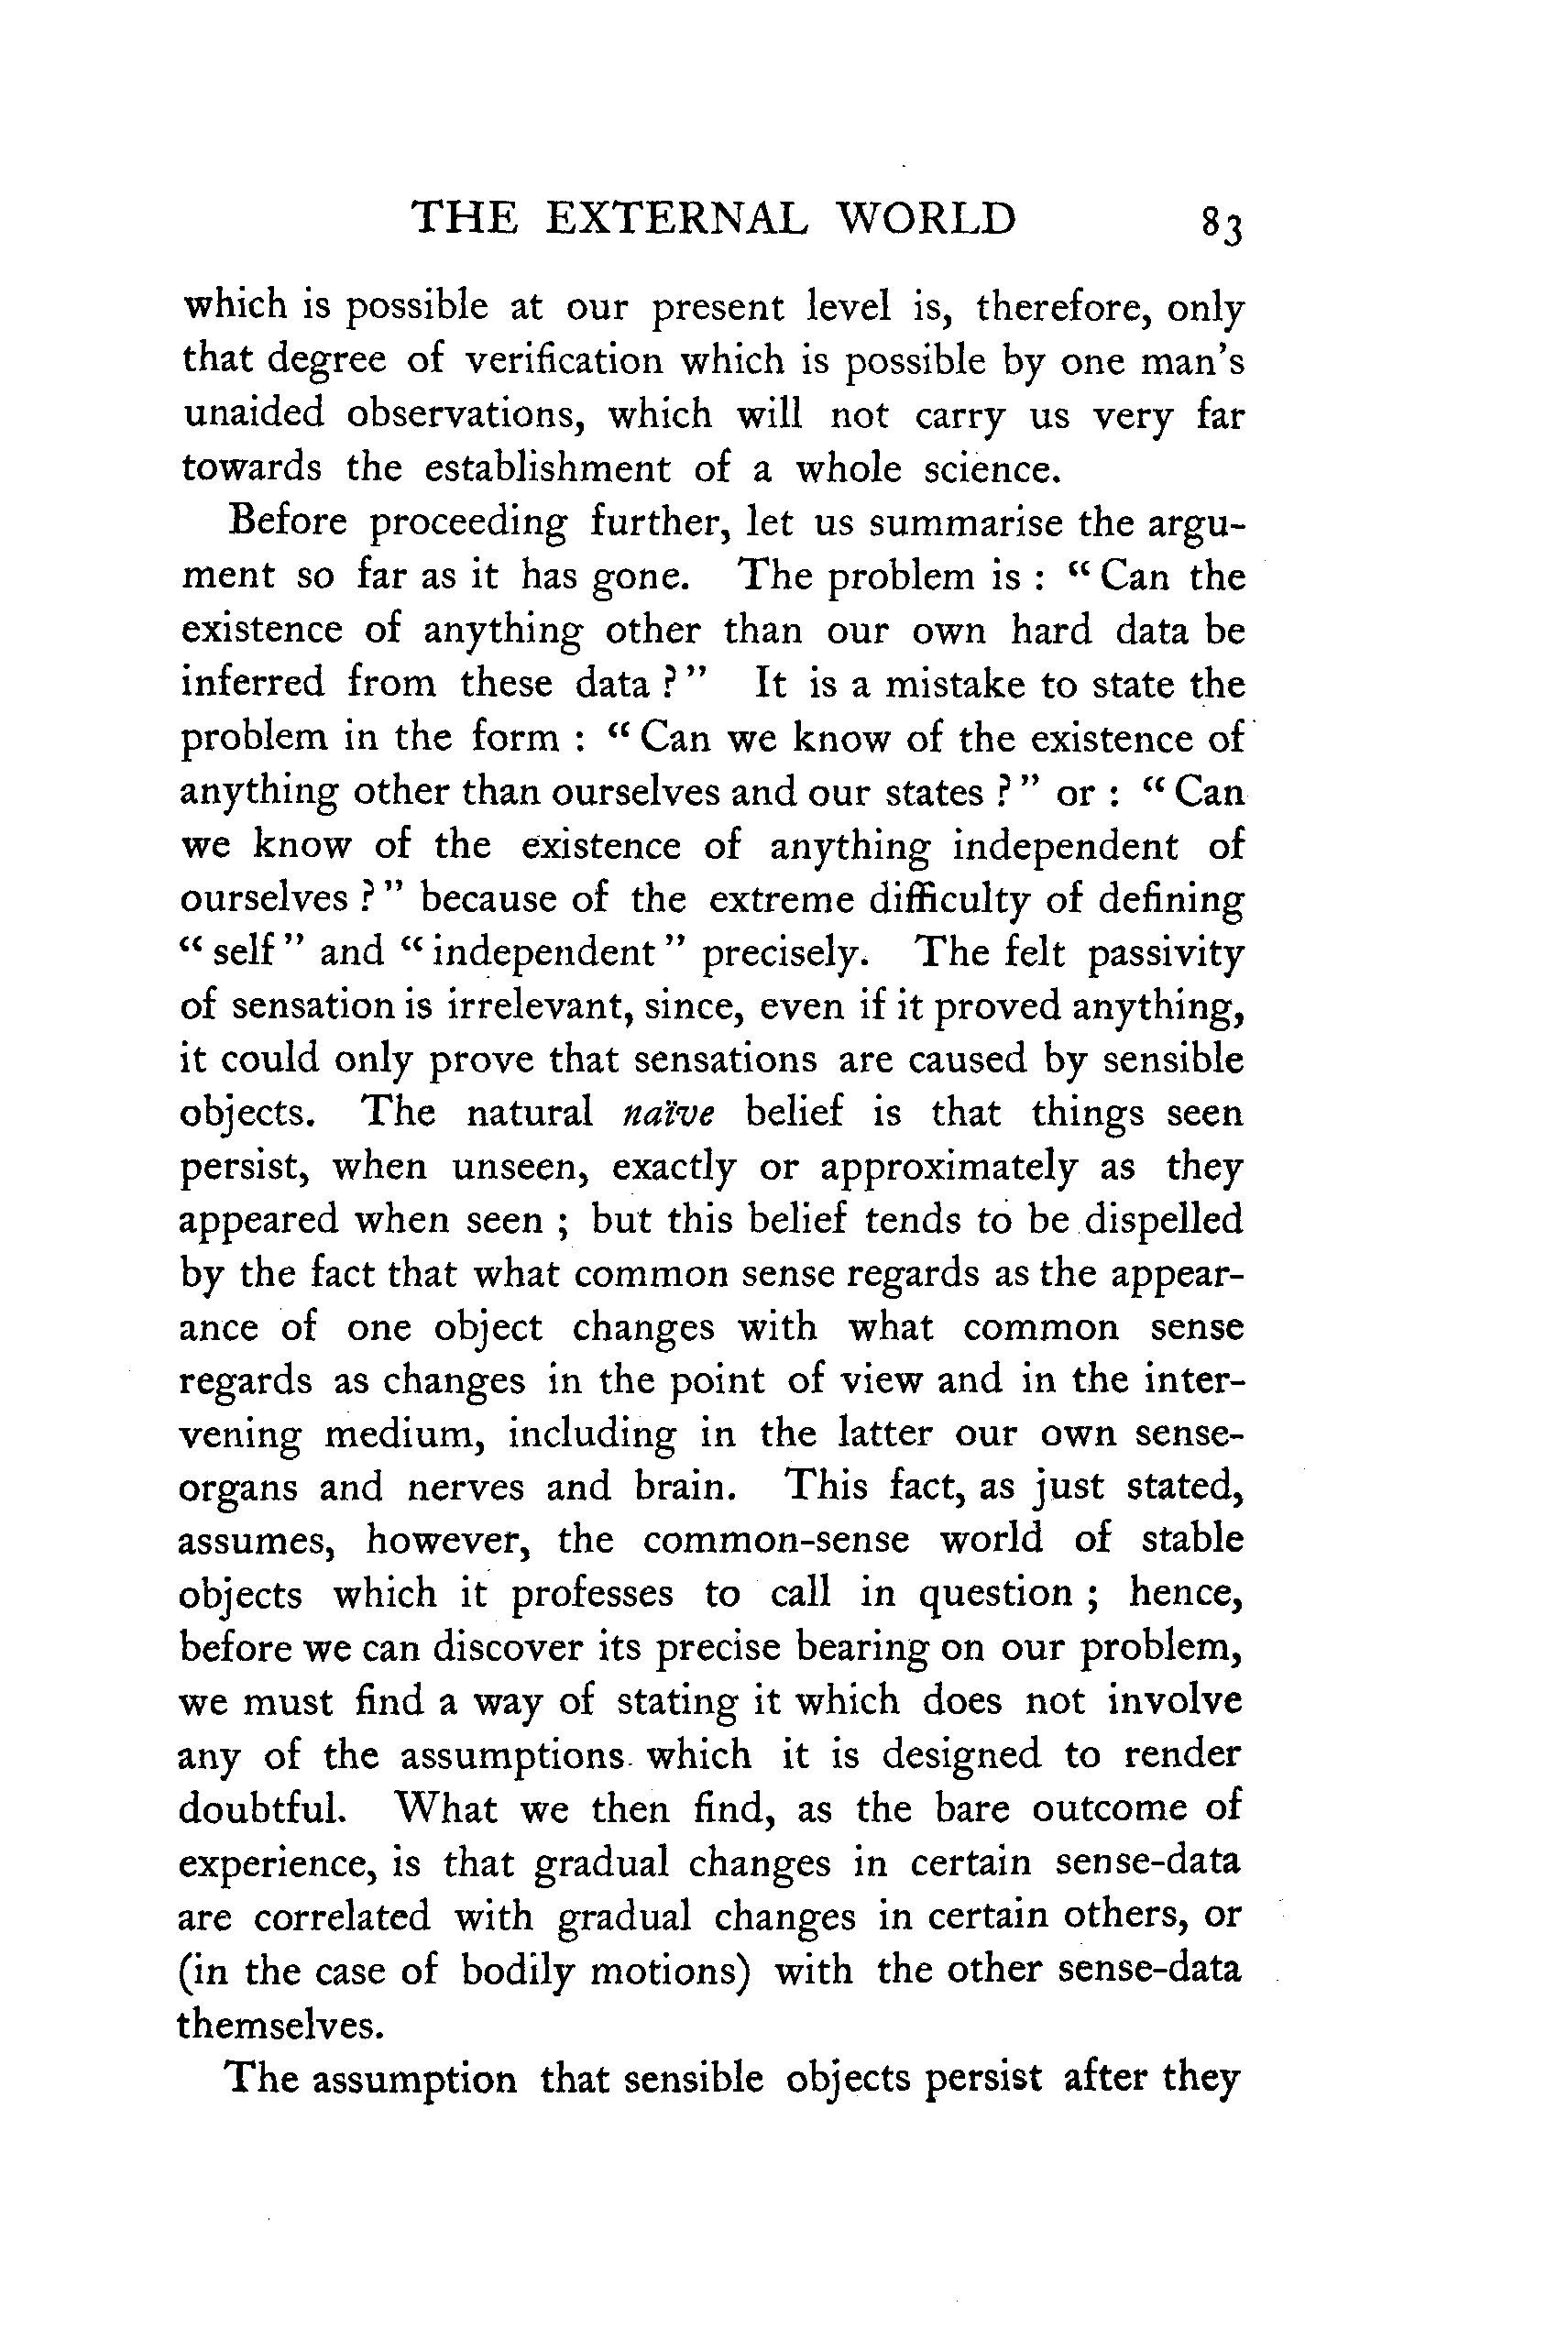 THE EXTERNAL WORLD 83
which is possible at our present level is, therefore, only
that degree of verification which is possible by one man's
unaided observations, which will not carry us very far
towards the establishment of a whole science.
Before proceeding further, let us summarise the argu-
ment so far as it has gone. The problem is : “ Can the
existence of anything other than our own hard data be
inferred from these data ? ” It is a mistake to state the
problem in the form : “ Can we know of the existence of
anything other than ourselves and our states ? ” or : “ Can
we know of the existence of anything independent of
ourselves ? ” because of the extreme difficulty of defining
“ self ” and “ independent ” precisely. The felt passivity
of sensation is irrelevant, since, even if it proved anything,
it could only prove that sensations are caused by sensible
objects. The natural naïve belief is that things seen
persist, when unseen, exactly or approximately as they
appeared when seen ; but this belief tends to be dispelled
by the fact that what common sense regards as the appear-
ance of one object changes with what common sense
regards as changes in the point of view and in the inter-
vening medium, including in the latter our own sense-
organs and nerves and brain. This fact, as just stated,
assumes, however, the common-sense world of stable
objects which it professes to call in question ; hence,
before we can discover its precise bearing on our problem,
we must find a way of stating it which does not involve
any of the assumptions which it is designed to render
doubtful. What we then find, as the bare outcome of
experience, is that gradual changes in certain sense-data
are correlated with gradual changes in certain others, or
(in the case of bodily motions) with the other sense-data
themselves.
The assumption that sensible objects persist after they